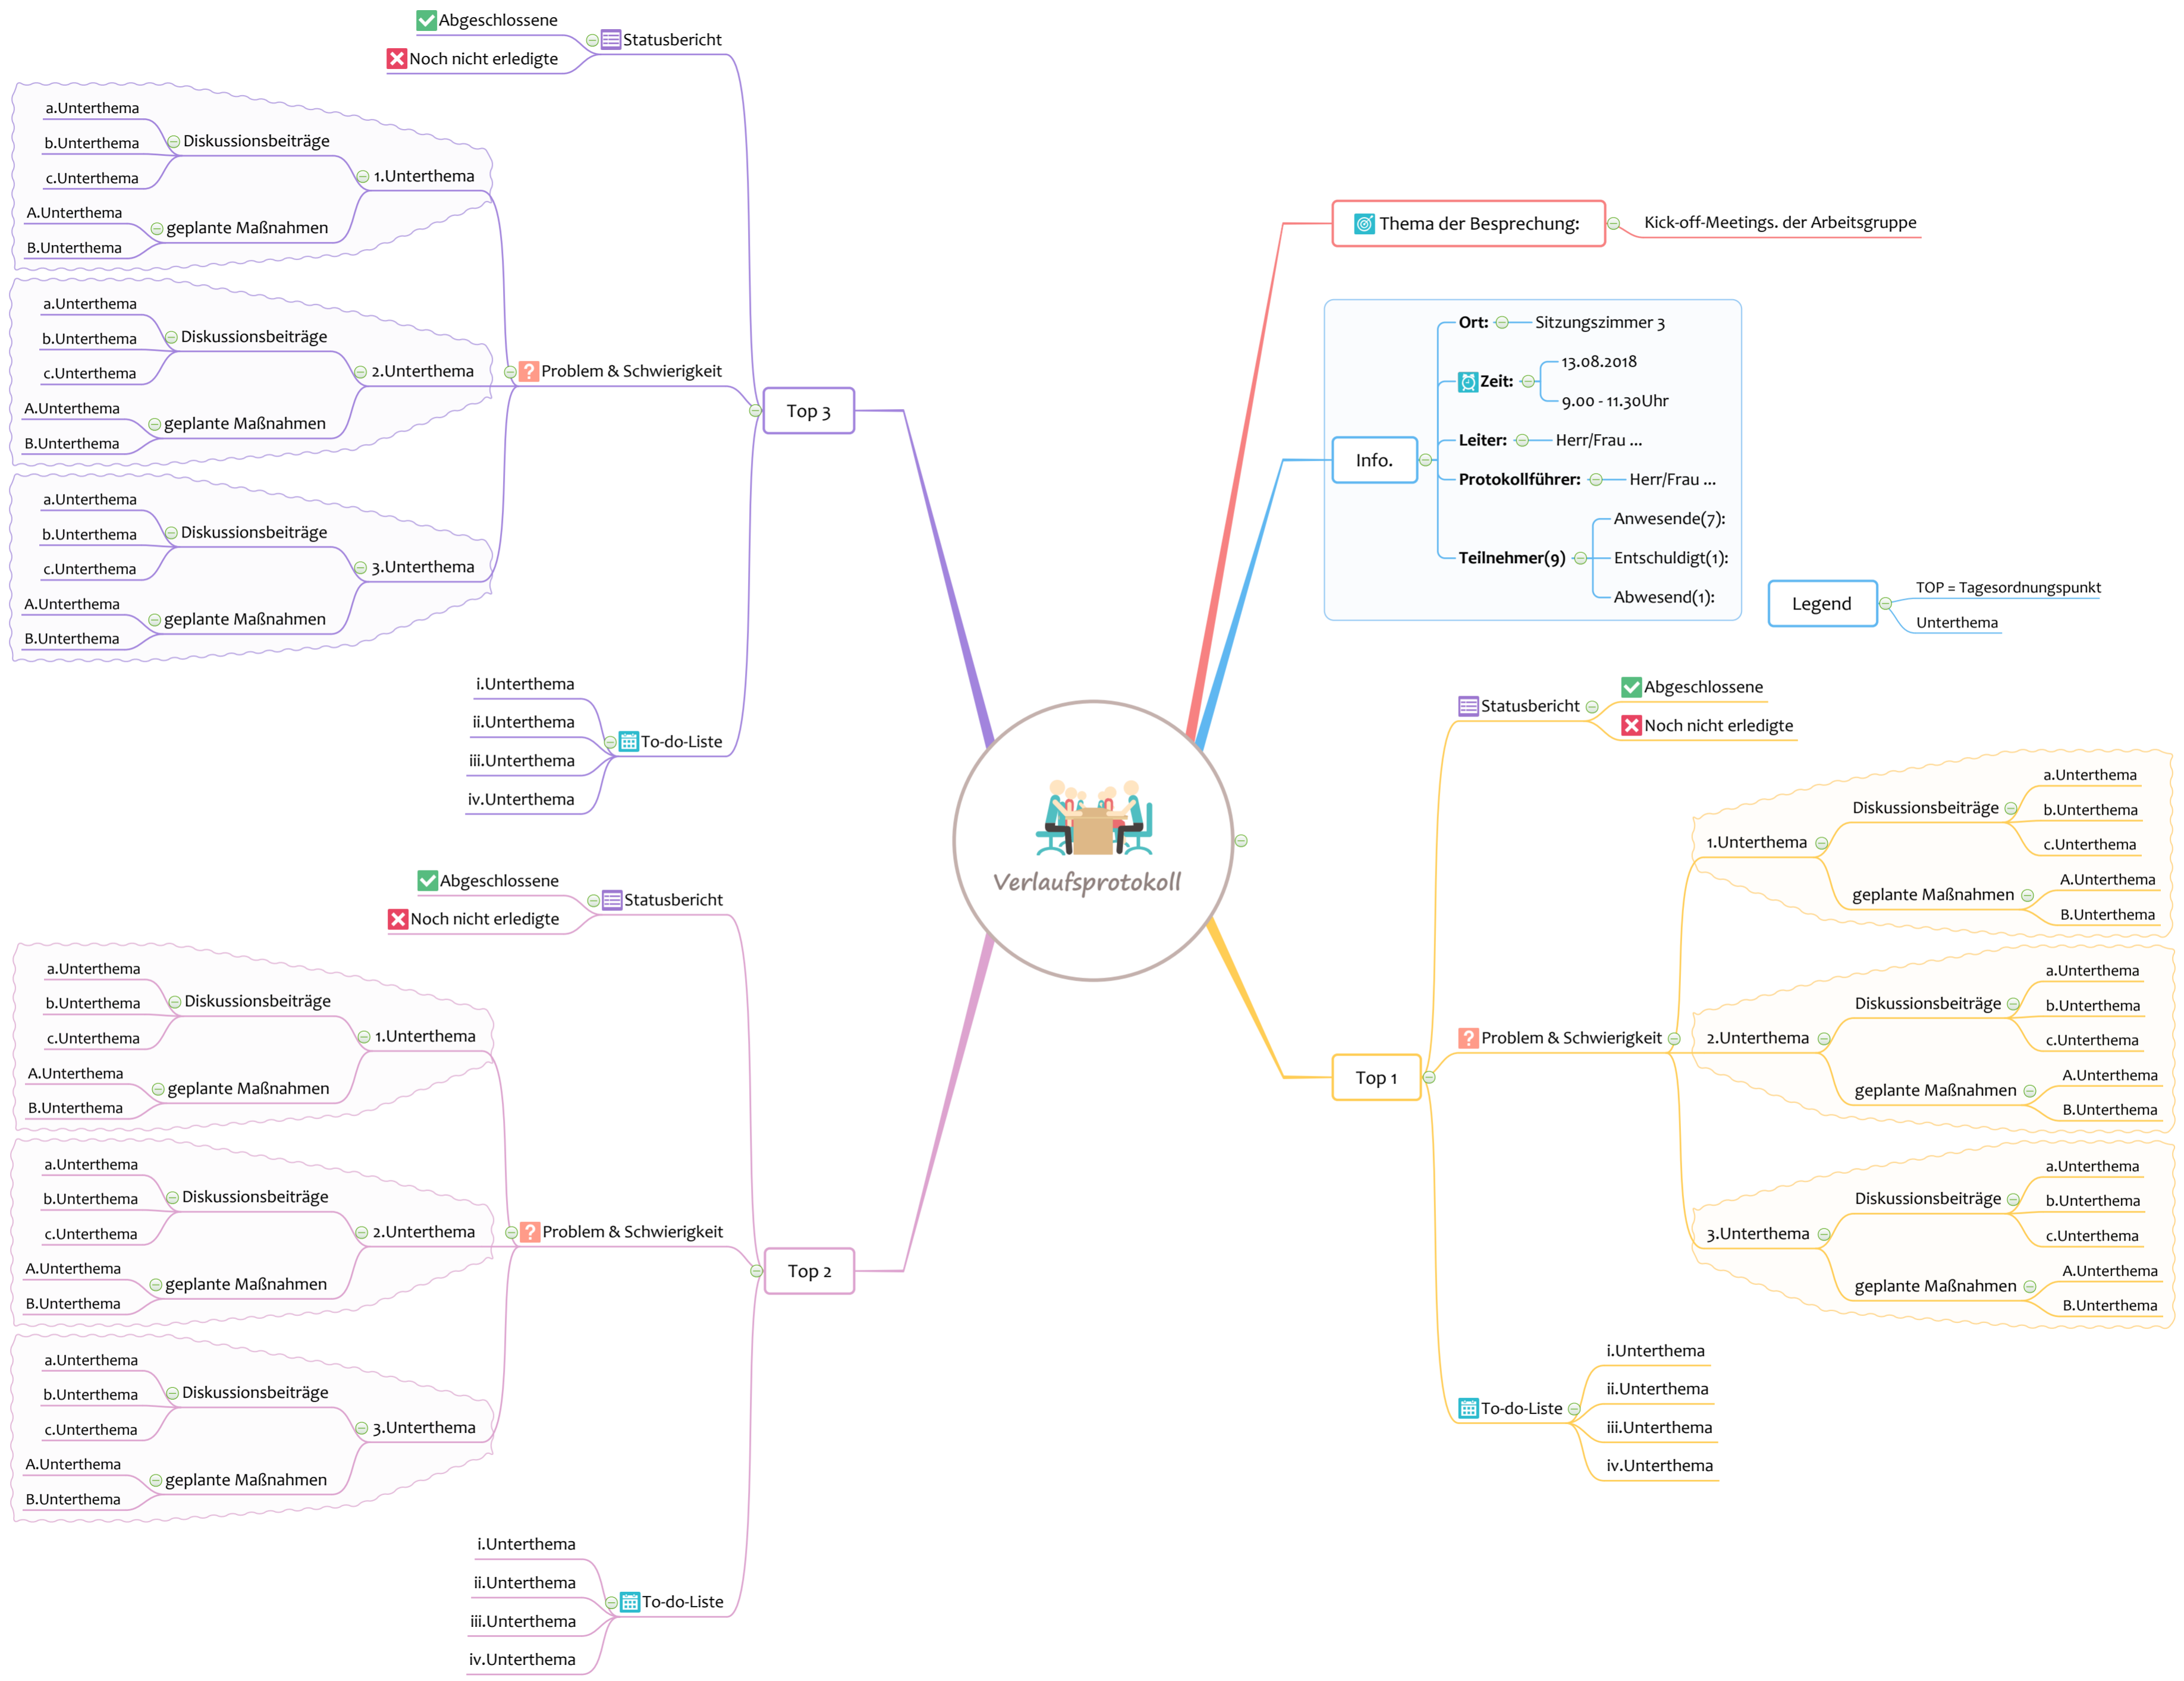 Verlaufsprotokoll
Thema der Besprechung:
Kick-off-Meetings. der Arbeitsgruppe
Info.
Ort:
Sitzungszimmer 3
Zeit:
13.08.2018
9.00 - 11.30Uhr
Leiter:
Herr/Frau ...
Protokollführer:
Herr/Frau ...
Teilnehmer(9)
Anwesende(7):
Entschuldigt(1):
Abwesend(1):
Legend
TOP = Tagesordnungspunkt
Unterthema
Top 1
Statusbericht
Abgeschlossene
Noch nicht erledigte
Problem & Schwierigkeit
1.Unterthema
Diskussionsbeiträge
a.Unterthema
b.Unterthema
c.Unterthema
geplante Maßnahmen
A.Unterthema
B.Unterthema
2.Unterthema
Diskussionsbeiträge
a.Unterthema
b.Unterthema
c.Unterthema
geplante Maßnahmen
A.Unterthema
B.Unterthema
3.Unterthema
Diskussionsbeiträge
a.Unterthema
b.Unterthema
c.Unterthema
geplante Maßnahmen
A.Unterthema
B.Unterthema
To-do-Liste
i.Unterthema
ii.Unterthema
iii.Unterthema
iv.Unterthema
Top 2
Statusbericht
Abgeschlossene
Noch nicht erledigte
Problem & Schwierigkeit
1.Unterthema
Diskussionsbeiträge
a.Unterthema
b.Unterthema
c.Unterthema
geplante Maßnahmen
A.Unterthema
B.Unterthema
2.Unterthema
Diskussionsbeiträge
a.Unterthema
b.Unterthema
c.Unterthema
geplante Maßnahmen
A.Unterthema
B.Unterthema
3.Unterthema
Diskussionsbeiträge
a.Unterthema
b.Unterthema
c.Unterthema
geplante Maßnahmen
A.Unterthema
B.Unterthema
To-do-Liste
i.Unterthema
ii.Unterthema
iii.Unterthema
iv.Unterthema
Top 3
Statusbericht
Abgeschlossene
Noch nicht erledigte
Problem & Schwierigkeit
1.Unterthema
Diskussionsbeiträge
a.Unterthema
b.Unterthema
c.Unterthema
geplante Maßnahmen
A.Unterthema
B.Unterthema
2.Unterthema
Diskussionsbeiträge
a.Unterthema
b.Unterthema
c.Unterthema
geplante Maßnahmen
A.Unterthema
B.Unterthema
3.Unterthema
Diskussionsbeiträge
a.Unterthema
b.Unterthema
c.Unterthema
geplante Maßnahmen
A.Unterthema
B.Unterthema
To-do-Liste
i.Unterthema
ii.Unterthema
iii.Unterthema
iv.Unterthema